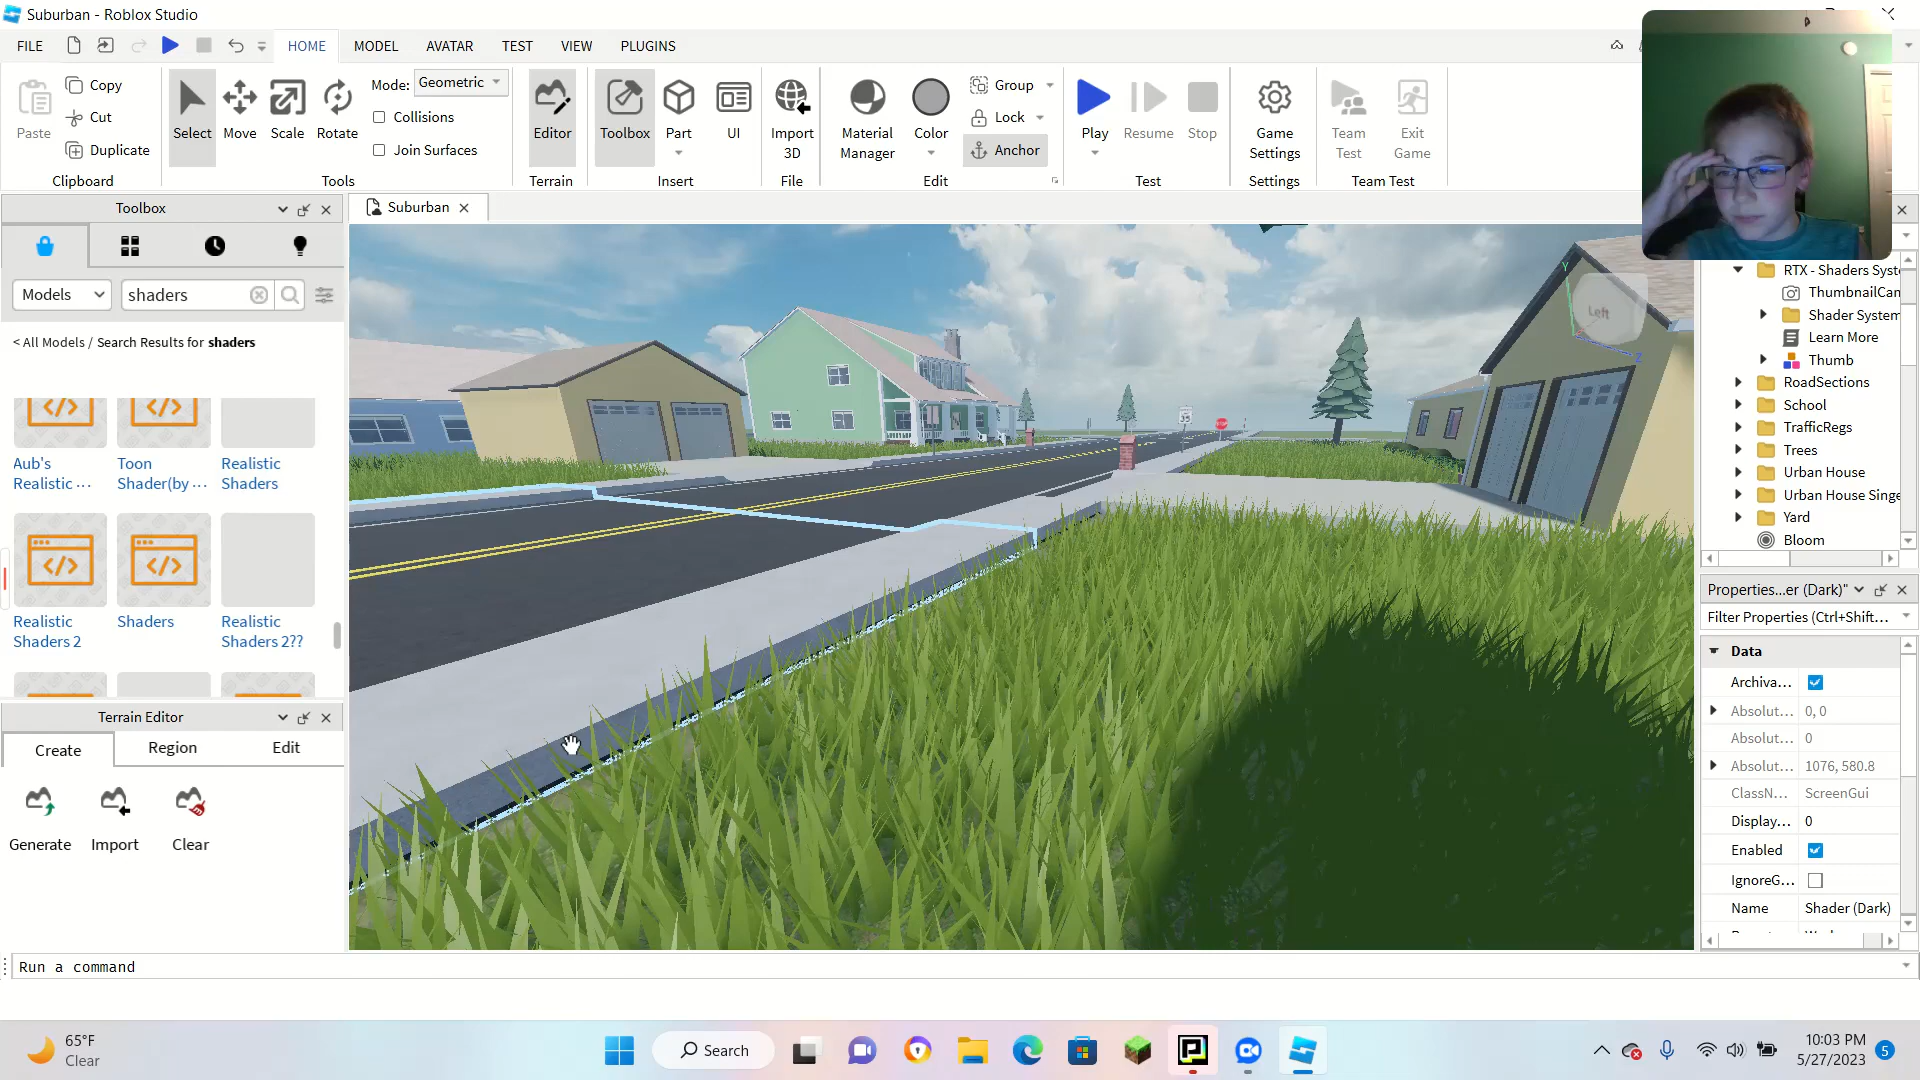 Suburban - Roblox Studio
FILE
HOME
MODEL
AVATAR
TEST
VIEW
PLUGINS
Paste
Copy
Cut
Duplicate
Clipboard
Select
Move
Scale
Rotate
Mode:
Geometric
Collisions
Join Surfaces
Tools
Editor
Terrain
Toolbox
Part
UI
Insert
Import
3D
File
Material
Manager
Color
Group
Lock
Anchor
Edit
Play
Resume
Stop
Test
Game
Settings
Settings
Team
Test
Exit
Game
Team Test
Toolbox
Suburban
Models
shaders
< All Models / Search Results for shaders
Aub's
Realistic ...
Toon
Shader(by ...
Realistic
Shaders
Realistic
Shaders 2
Shaders
Realistic
Shaders 2??
Terrain Editor
Create
Region
Edit
Generate
Import
Clear
Left
Y
Z
35
STOP
RTX - Shaders Syste
ThumbnailCan
Shader System
Learn More
Thumb
RoadSections
School
TrafficRegs
Trees
Urban House
Urban House Singe
Yard
Bloom
Properties...er (Dark)"
Filter Properties (Ctrl+Shift...
Data
Archiva...
Absolut... 0, 0
Absolut... 0
Absolut... 1076, 580.8
ClassN... ScreenGui
Display... 0
Enabled
IgnoreG...
Name Shader (Dark)
Run a command
65°F
Clear
Search
10:03 PM
5/27/2023
5